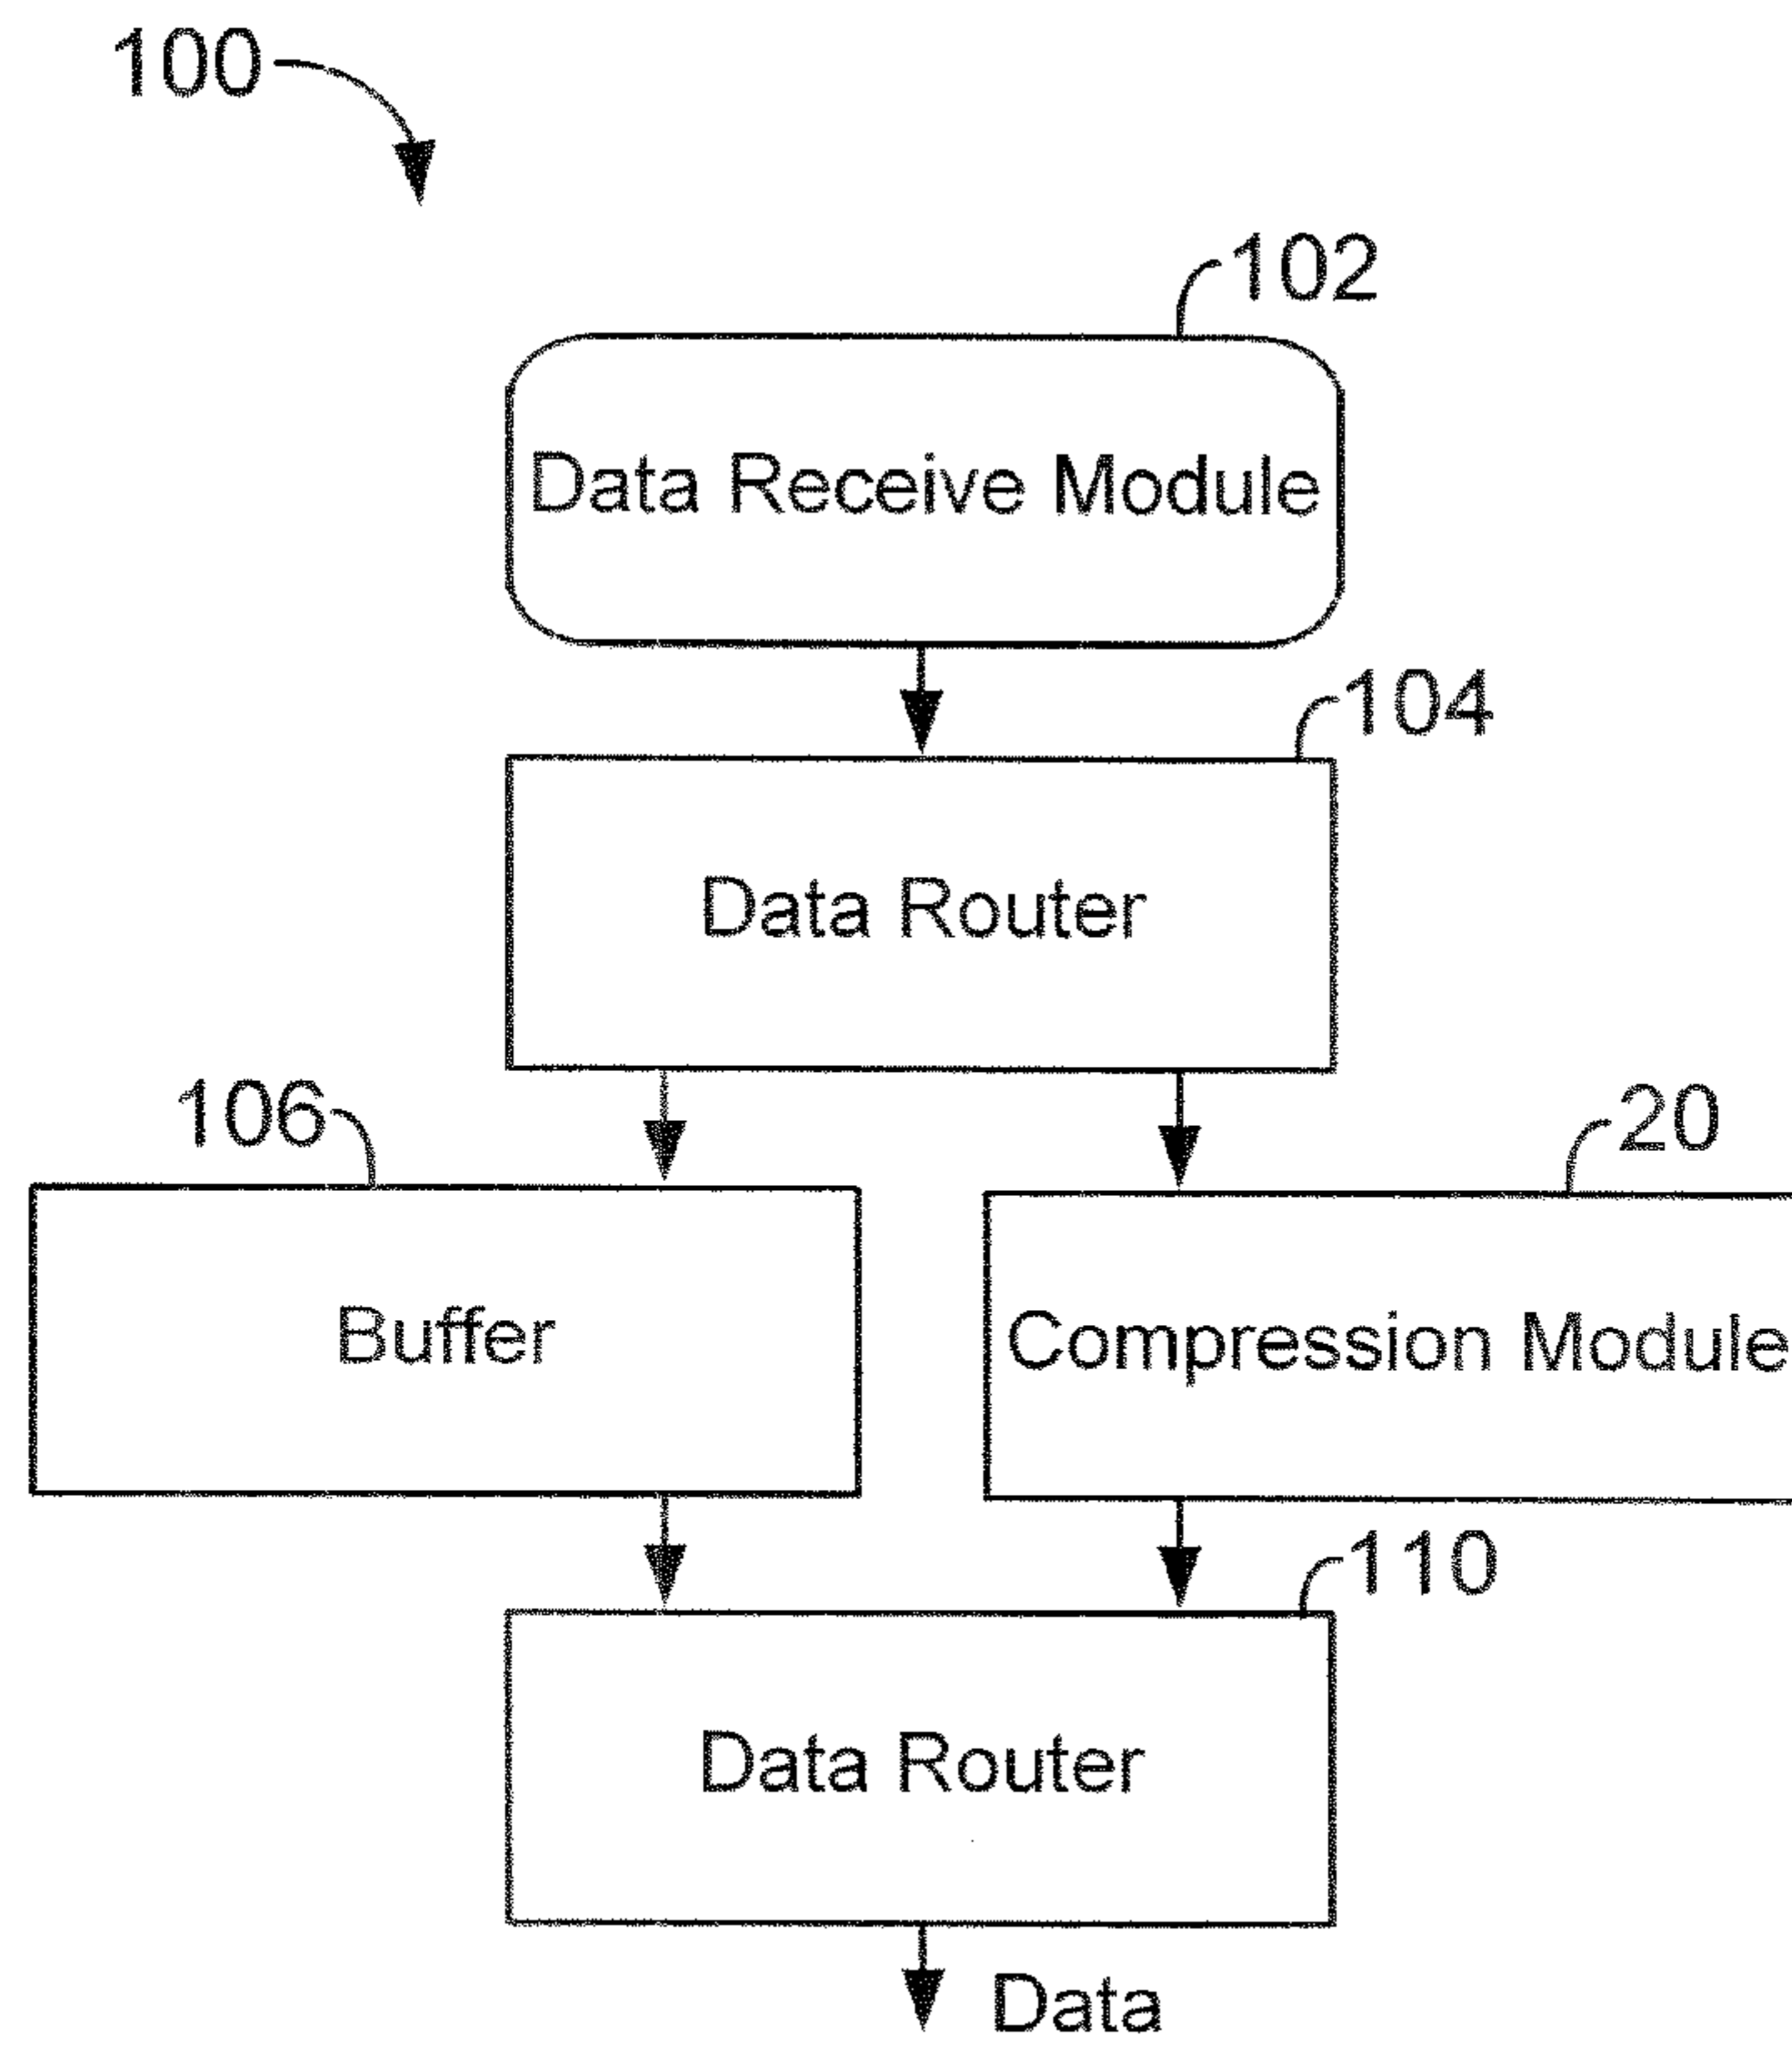 100
102
Data Receive Module
104
Data Router
106
20
Buffer
Compression Module
110
Data Router
Data